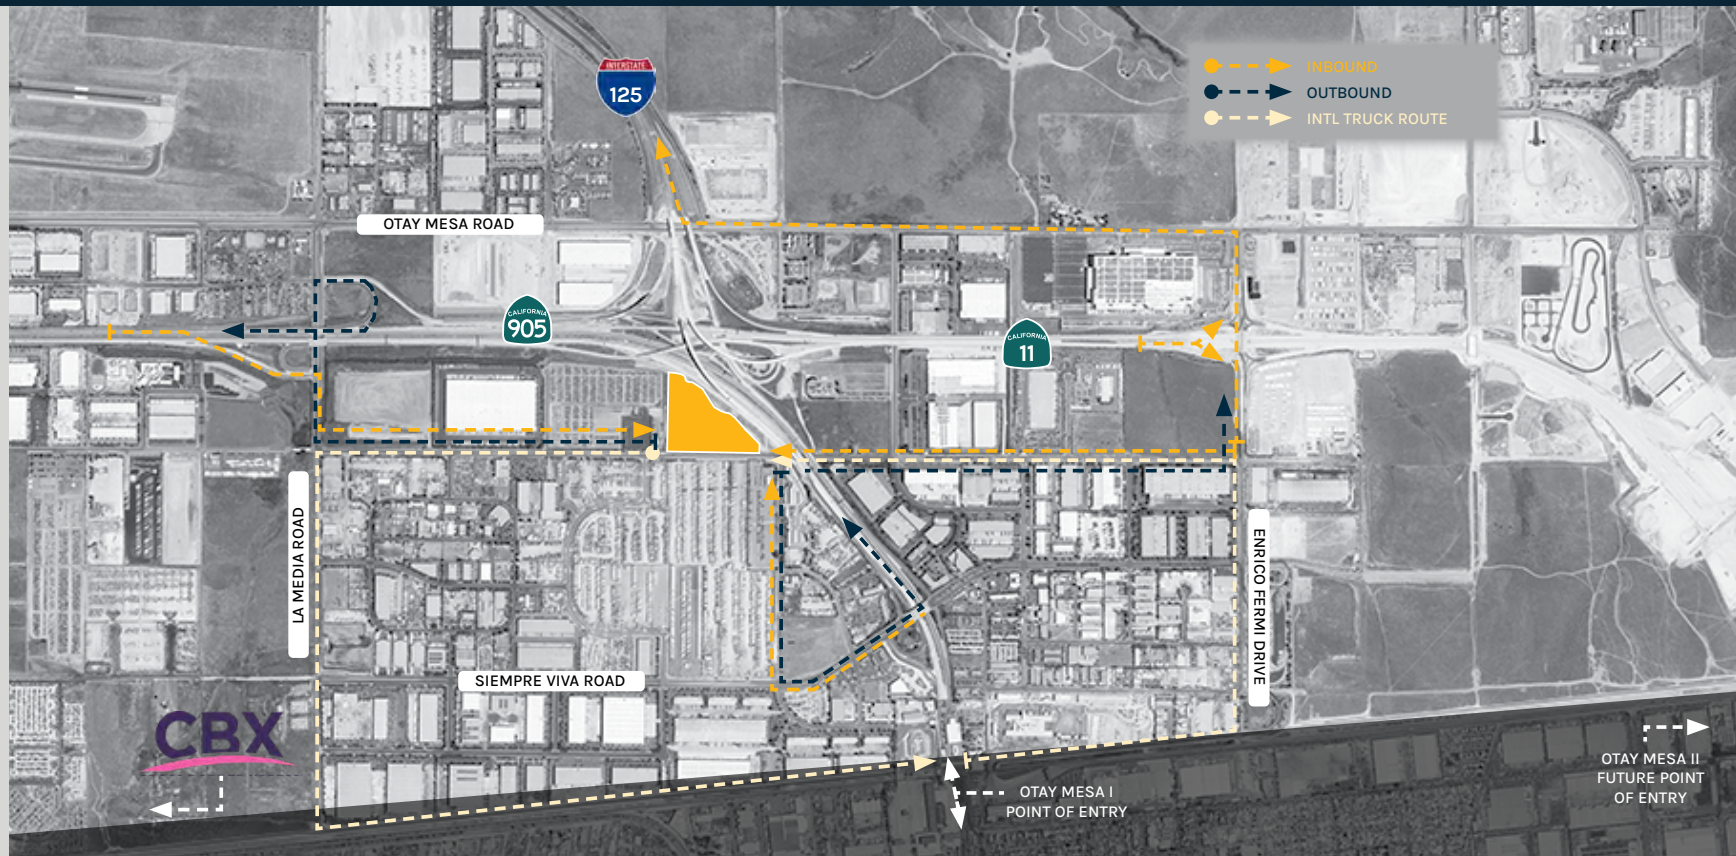 INTERSTATE
125
INBOUND
OUTBOUND
INTL TRUCK ROUTE
OTAY MESA ROAD
CALIFORNIA
905
CALIFORNIA
11
LA MEDIA ROAD
ENRICO FERMI DRIVE
SIEMPRE VIVA ROAD
CBX
OTAY MESA I
POINT OF ENTRY
OTAY MESA II
FUTURE POINT
OF ENTRY